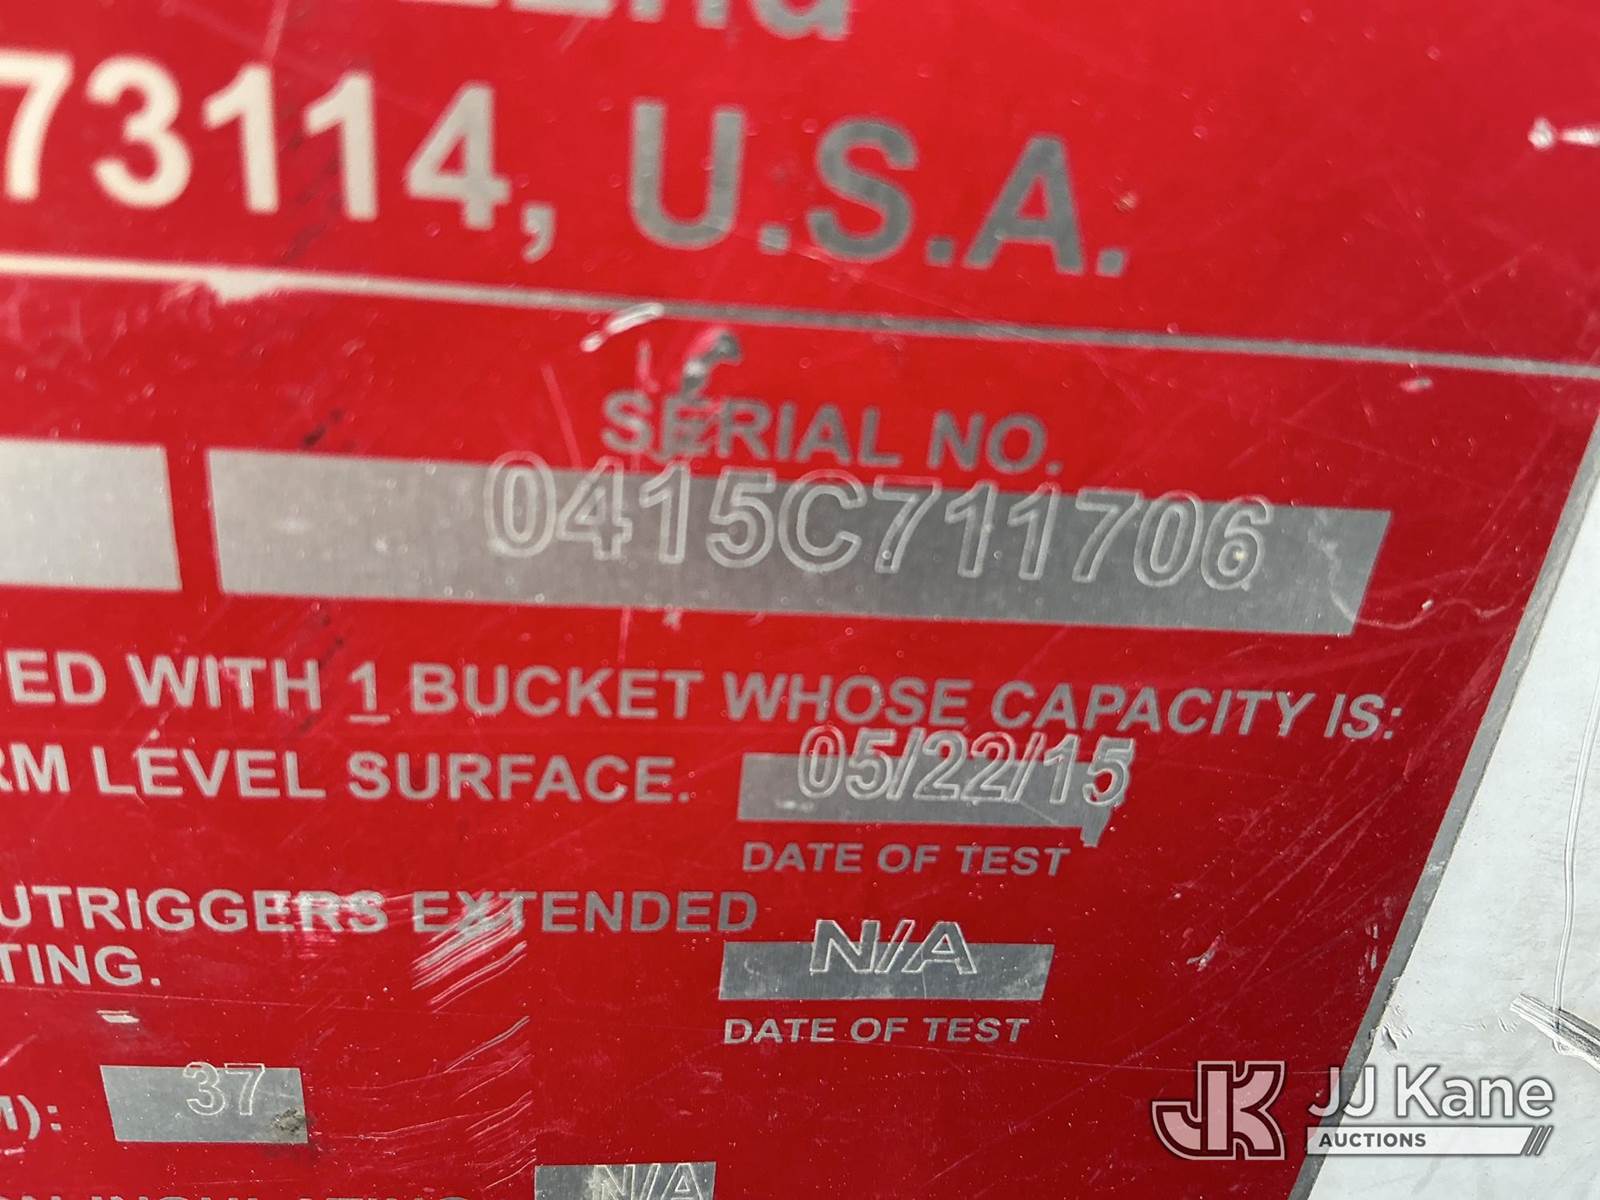 73114, U.S.A.
SERIAL NO.
0415C711706
ED WITH 1 BUCKET WHOSE CAPACITY IS:
RM LEVEL SURFACE.
05/22/15
DATE OF TEST
UTRIGGERS EXTENDED
TING.
N/A
DATE OF TEST
M): 37
N/A
JJ Kane
AUCTIONS